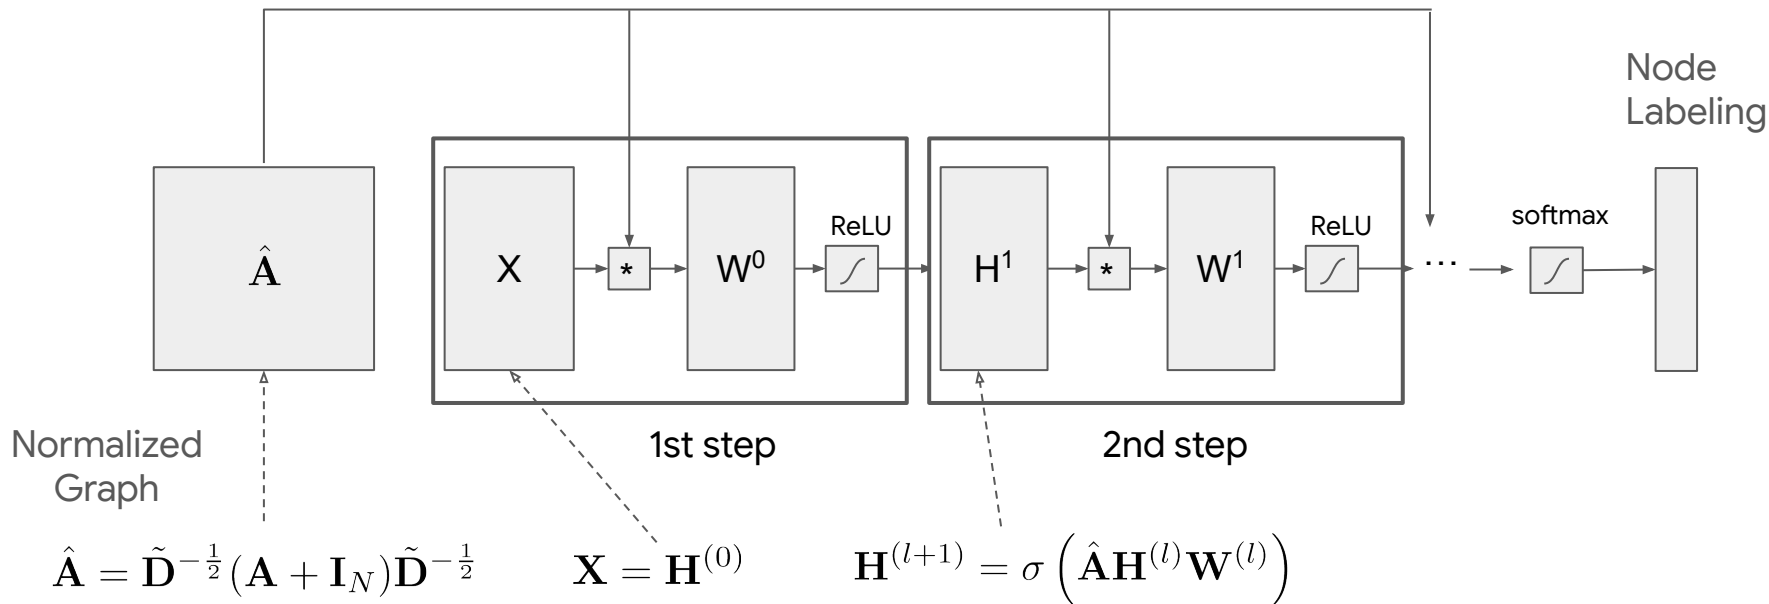 Node
Labeling
ReLU
ReLU
softmax
Â
X
*
W⁰
H¹
*
W¹
...
1st step
2nd step
Normalized
Graph
Â = D̃^{-1/2}(A + I_N)D̃^{-1/2}
X = H^{(0)}
H^{(l+1)} = σ(ÂH^{(l)}W^{(l)})